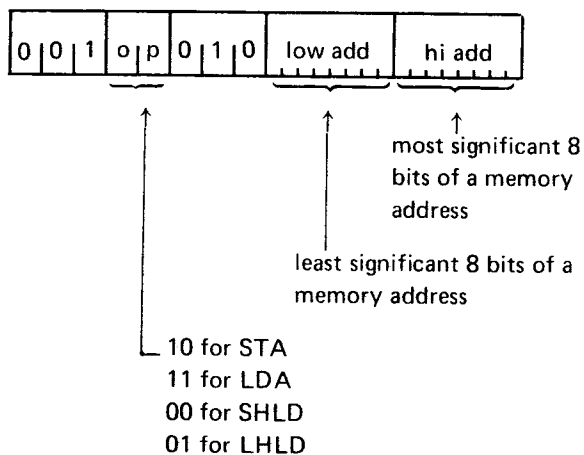 0 0 1 o p 0 1 0 low add hi add
most significant 8
bits of a memory
address
least significant 8 bits of a
memory address
10 for STA
11 for LDA
00 for SHLD
01 for LHLD